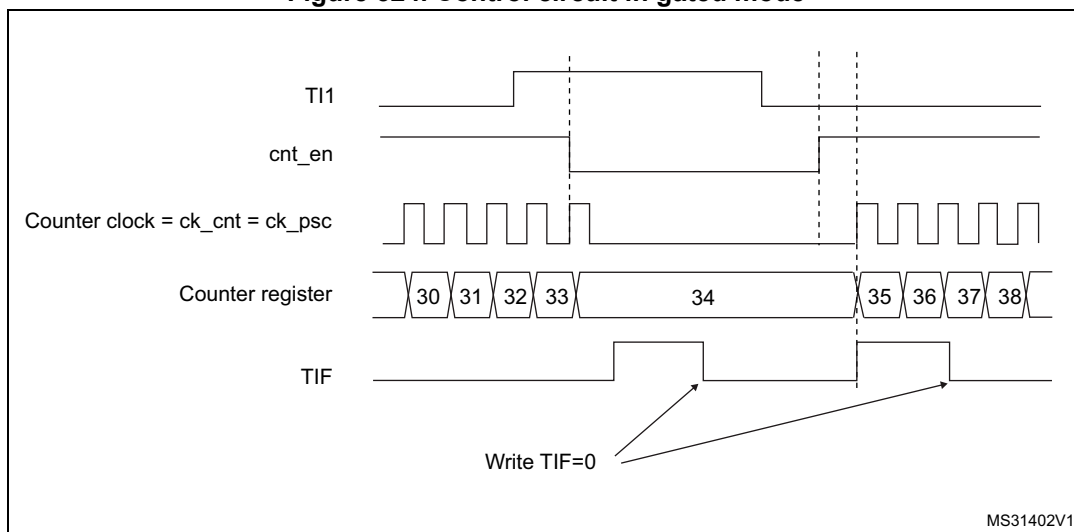 TI1
cnt_en
Counter clock = ck_cnt = ck_psc
Counter register 30 31 32 33 34 35 36 37 38
TIF
Write TIF=0
MS31402V1